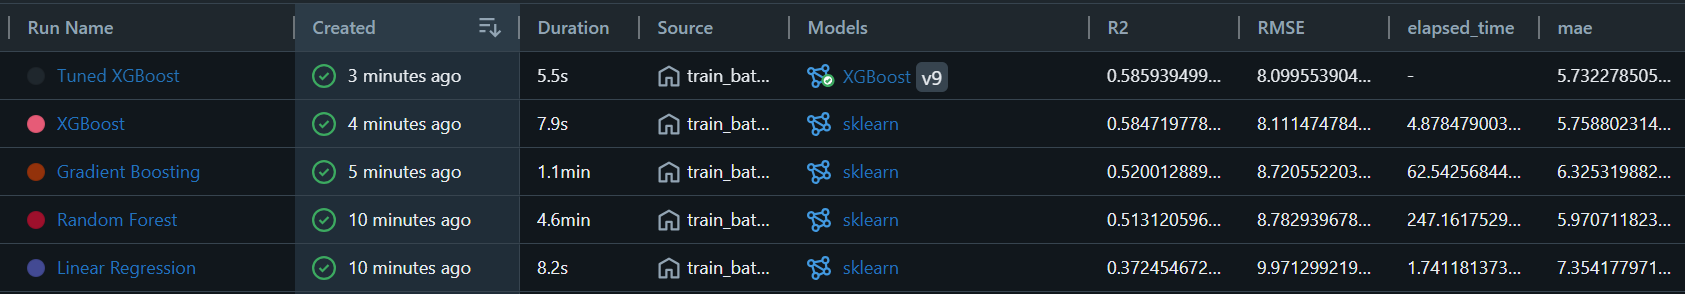 Run Name Created Duration Source Models R2 RMSE elapsed_time mae
Tuned XGBoost 3 minutes ago 5.5s train_bat... XGBoost v9 0.585939499... 8.099553904... - 5.732278505...
XGBoost 4 minutes ago 7.9s train_bat... sklearn 0.584719778... 8.111474784... 4.878479003... 5.758802314...
Gradient Boosting 5 minutes ago 1.1min train_bat... sklearn 0.520012889... 8.720552203... 62.54256844... 6.325319882...
Random Forest 10 minutes ago 4.6min train_bat... sklearn 0.513120596... 8.782939678... 247.1617529... 5.970711823...
Linear Regression 10 minutes ago 8.2s train_bat... sklearn 0.372454672... 9.971299219... 1.741181373... 7.354177971...